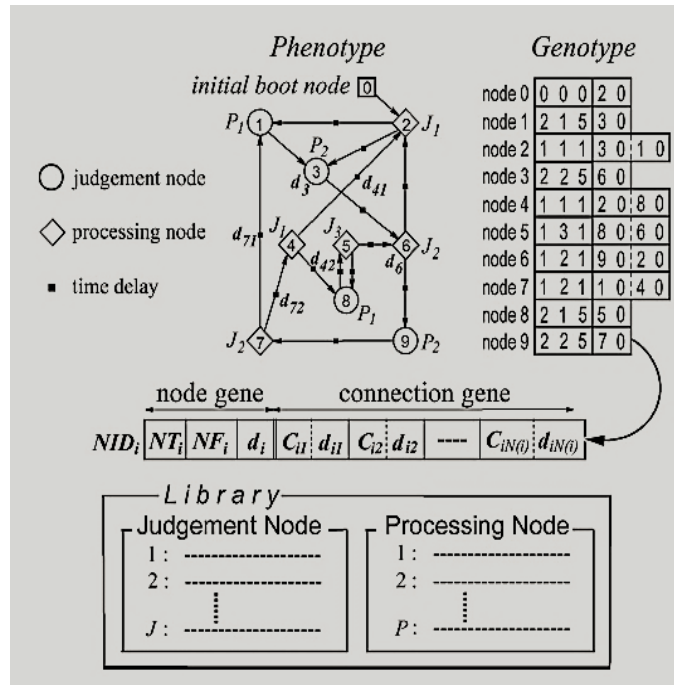 Phenotype
Genotype
initial boot node 0
node 0 0 0 0 2 0
node 1 2 1 5 3 0
node 2 1 1 1 3 0 1 0
node 3 2 2 5 6 0
node 4 1 1 1 2 0 8 0
node 5 1 3 1 8 0 6 0
node 6 1 2 1 9 0 2 0
node 7 1 2 1 1 0 4 0
node 8 2 1 5 5 0
node 9 2 2 5 7 0
P1 1
2 J1
P2
3
d3
d41
judgement node
processing node
time delay
d71
J1
4
d42
J3
5
6 J2
d6
8 P1
d72
J2 7
9 P2
node gene
connection gene
NIDi NTi NFi di Ci1 di1 Ci2 di2 ---- CiN(i) diN(i)
Library
Judgement Node
1 :
2 :
J :
Processing Node
1 :
2 :
P :